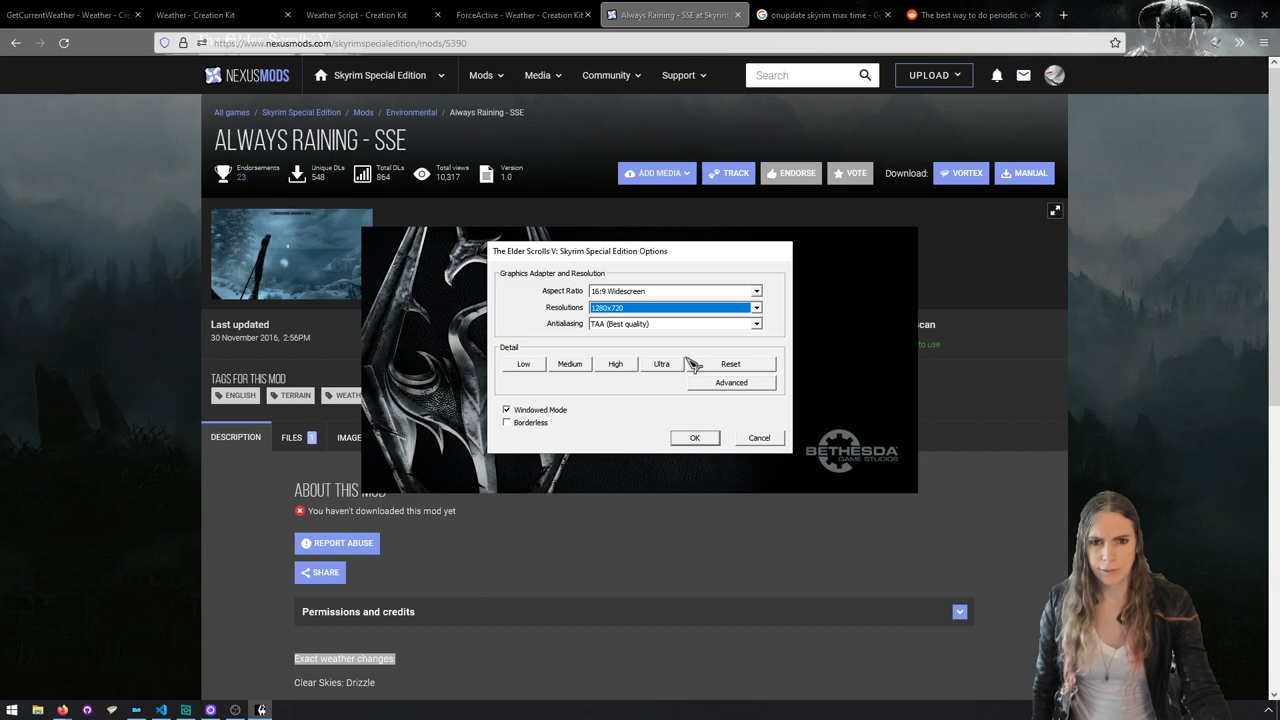 GetCurrentWeather - Weather - Cre
Weather - Creation Kit
Weather Script - Creation Kit
ForceActive - Weather - Creation Kit
Always Raining - SSE at Skyrim
onupdate skyrim max time - Go
The best way to do periodic che
https://www.nexusmods.com/skyrimspecialedition/mods/5390
NEXUSMODS
Skyrim Special Edition
Mods
Media
Community
Support
Search
UPLOAD
All games
Skyrim Special Edition
Mods
Environmental
Always Raining - SSE
ALWAYS RAINING - SSE
Endorsements
23
Unique DLs
548
Total DLs
864
Total views
10,317
Version
1.0
ADD MEDIA
TRACK
ENDORSE
VOTE
Download:
VORTEX
MANUAL
The Elder Scrolls V: Skyrim Special Edition Options
Graphics Adapter and Resolution
Aspect Ratio
16:9 Widescreen
Resolutions
1280x720
Antialiasing
TAA (Best quality)
Detail
Low
Medium
High
Ultra
Reset
Advanced
Windowed Mode
Borderless
OK
Cancel
BETHESDA
GAME STUDIOS
Last updated
30 November 2016, 2:56PM
scan
to use
TAGS FOR THIS MOD
ENGLISH
TERRAIN
WEATH
DESCRIPTION
FILES
1
IMAGE
ABOUT THIS MOD
You haven't downloaded this mod yet
REPORT ABUSE
SHARE
Permissions and credits
Exact weather changes:
Clear Skies: Drizzle